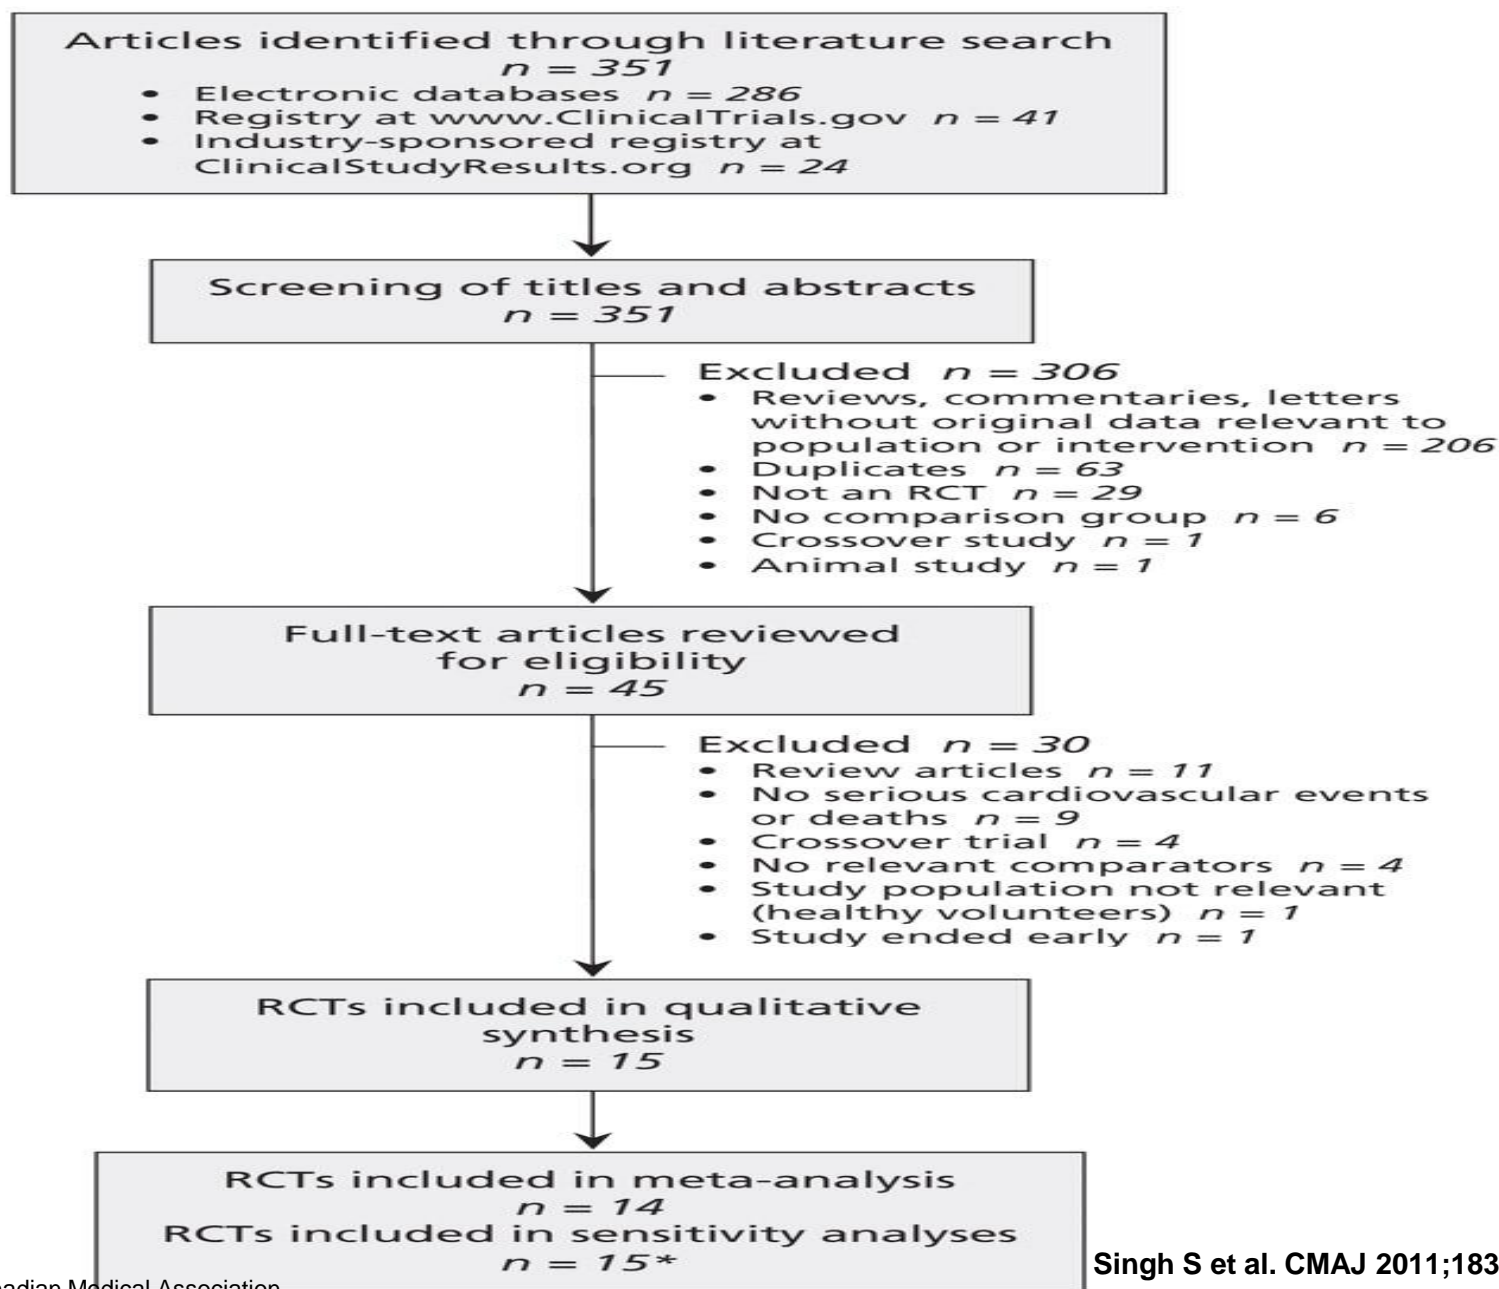 Articles identified through literature search
n = 351
• Electronic databases n = 286
• Registry at www.ClinicalTrials.gov n = 41
• Industry-sponsored registry at
ClinicalStudyResults.org n = 24
Screening of titles and abstracts
n = 351
Excluded n = 306
• Reviews, commentaries, letters
without original data relevant to
population or intervention n = 206
• Duplicates n = 63
• Not an RCT n = 29
• No comparison group n = 6
• Crossover study n = 1
• Animal study n = 1
Full-text articles reviewed
for eligibility
n = 45
Excluded n = 30
• Review articles n = 11
• No serious cardiovascular events
or deaths n = 9
• Crossover trial n = 4
• No relevant comparators n = 4
• Study population not relevant
(healthy volunteers) n = 1
• Study ended early n = 1
RCTs included in qualitative
synthesis
n = 15
RCTs included in meta-analysis
n = 14
RCTs included in sensitivity analyses
n = 15*
Singh S et al. CMAJ 2011;183
Medical Association